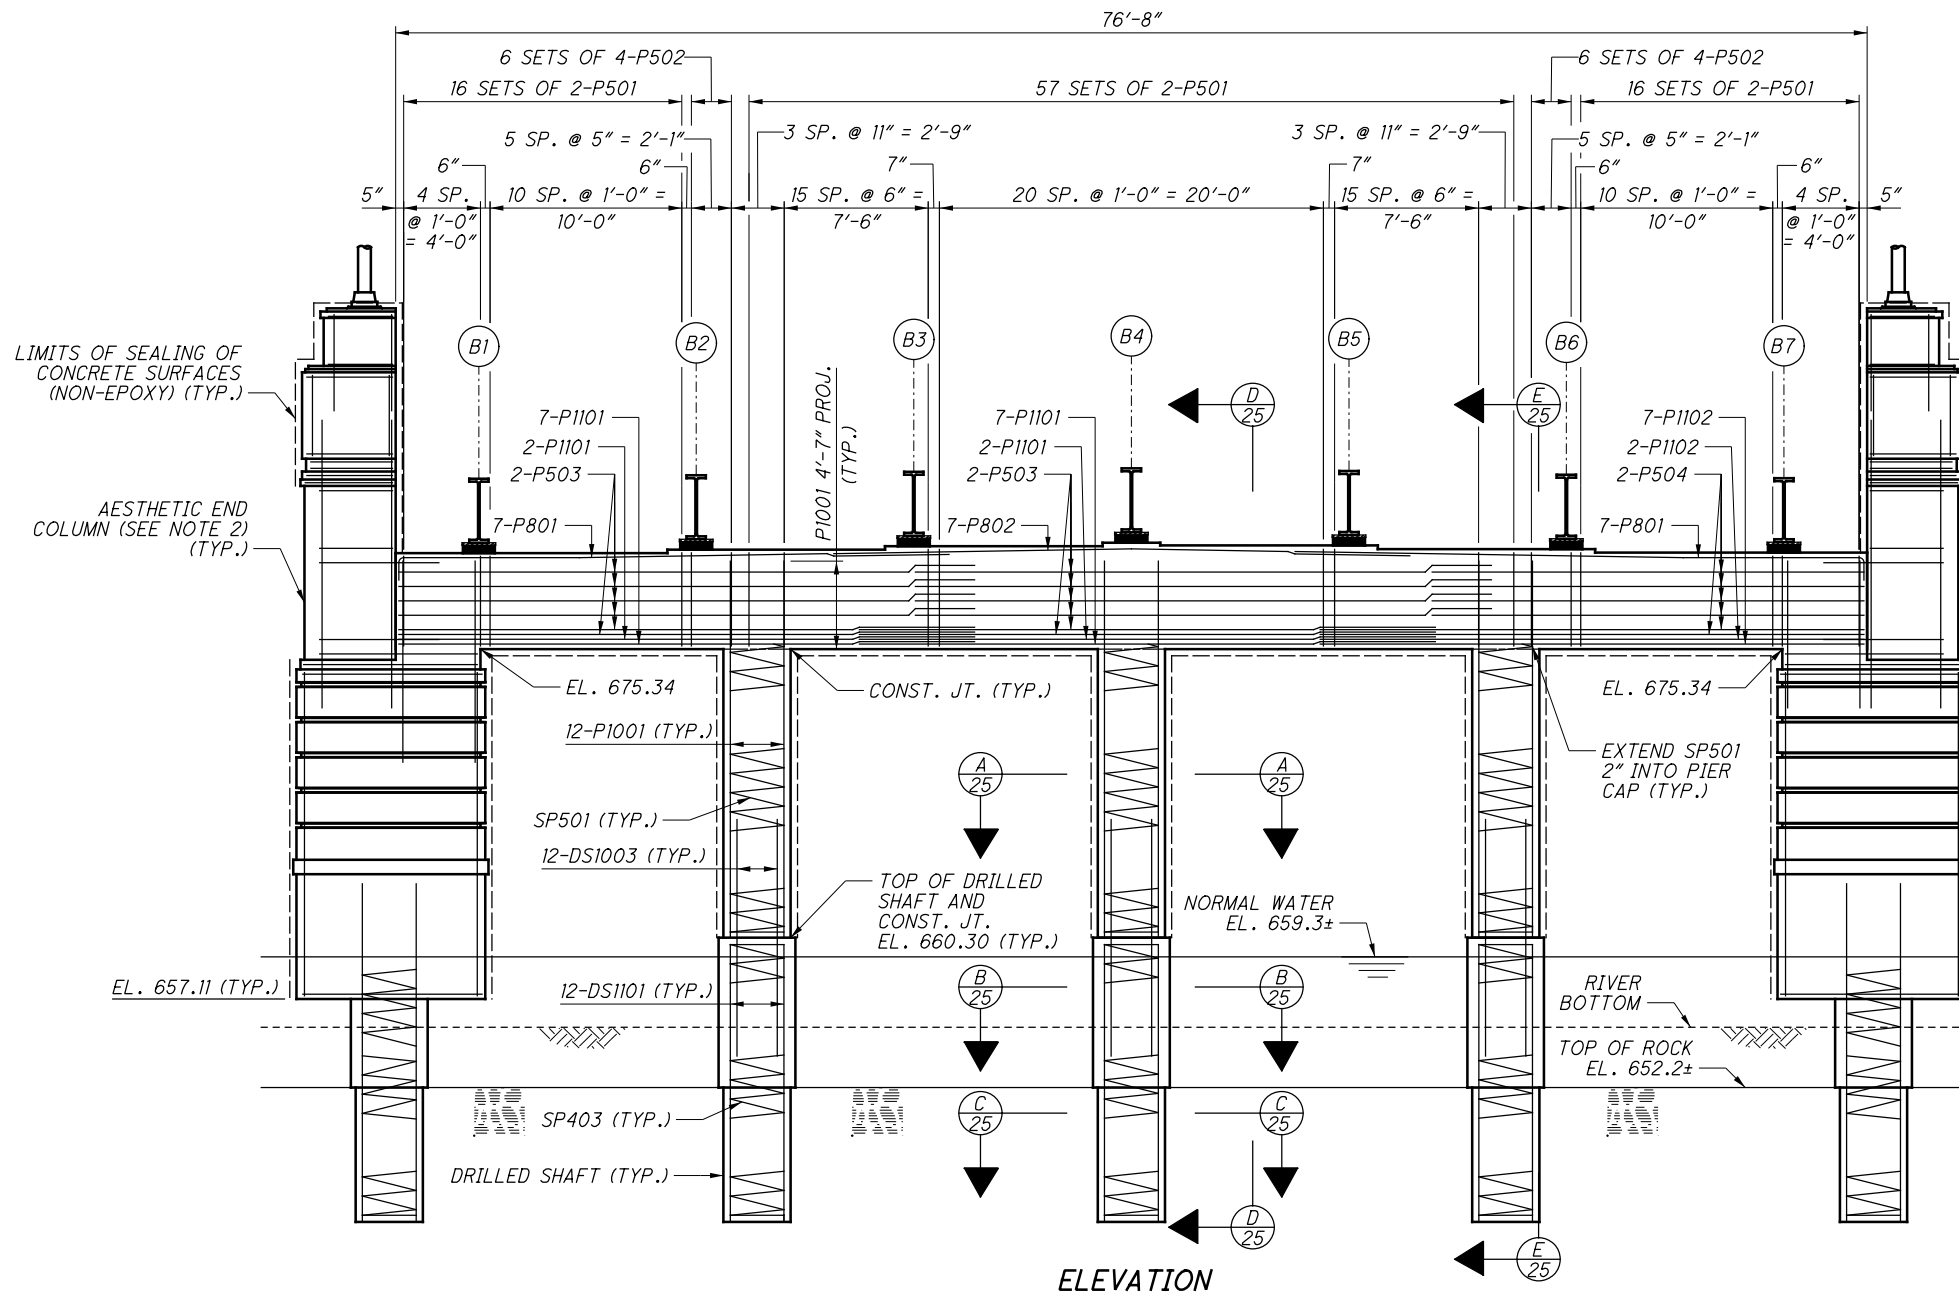 76'-8"
6 SETS OF 4-P502
6 SETS OF 4-P502
16 SETS OF 2-P501
57 SETS OF 2-P501
16 SETS OF 2-P501
5 SP. @ 5" = 2'-1"
3 SP. @ 11" = 2'-9"
3 SP. @ 11" = 2'-9"
5 SP. @ 5" = 2'-1"
6"
6"
7"
7"
6"
6"
5"
4 SP.
@ 1'-0"
= 4'-0"
10 SP. @ 1'-0" =
10'-0"
15 SP. @ 6" =
7'-6"
20 SP. @ 1'-0" = 20'-0"
15 SP. @ 6" =
7'-6"
10 SP. @ 1'-0" =
10'-0"
4 SP.
@ 1'-0"
= 4'-0"
5"
B1
B2
B3
B4
B5
B6
B7
LIMITS OF SEALING OF
CONCRETE SURFACES
(NON-EPOXY) (TYP.)
P1001 4'-7" PROJ.
(TYP.)
D
25
E
25
7-P1101
2-P1101
2-P503
7-P801
7-P1101
2-P1101
2-P503
7-P802
7-P1102
2-P1102
2-P504
7-P801
AESTHETIC END
COLUMN (SEE NOTE 2)
(TYP.)
EL. 675.34
CONST. JT. (TYP.)
EL. 675.34
12-P1001 (TYP.)
EXTEND SP501
2" INTO PIER
CAP (TYP.)
A
25
A
25
SP501 (TYP.)
12-DS1003 (TYP.)
TOP OF DRILLED
SHAFT AND
CONST. JT.
EL. 660.30 (TYP.)
NORMAL WATER
EL. 659.3±
EL. 657.11 (TYP.)
12-DS1101 (TYP.)
B
25
B
25
RIVER
BOTTOM
TOP OF ROCK
EL. 652.2±
C
25
C
25
SP403 (TYP.)
DRILLED SHAFT (TYP.)
D
25
E
25
ELEVATION